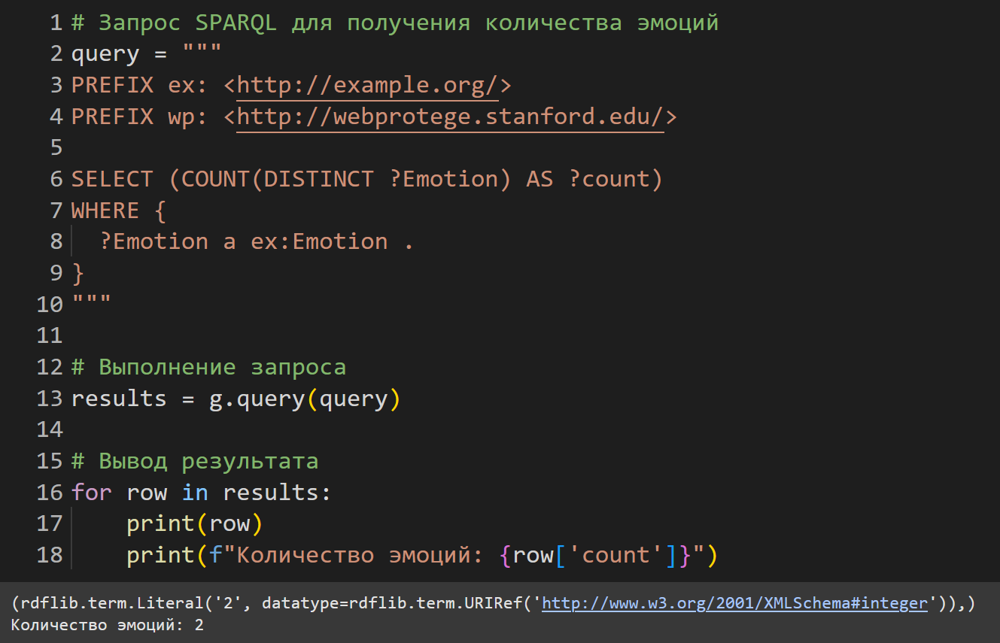 1 # Запрос SPARQL для получения количества эмоций
2 query = """
3 PREFIX ex: <http://example.org/>
4 PREFIX wp: <http://webprotege.stanford.edu/>
5
6 SELECT (COUNT(DISTINCT ?Emotion) AS ?count)
7 WHERE {
8   ?Emotion a ex:Emotion .
9 }
10 """
11
12 # Выполнение запроса
13 results = g.query(query)
14
15 # Вывод результата
16 for row in results:
17     print(row)
18     print(f"Количество эмоций: {row['count']}")
(rdflib.term.Literal('2', datatype=rdflib.term.URIRef('http://www.w3.org/2001/XMLSchema#integer')),)
Количество эмоций: 2